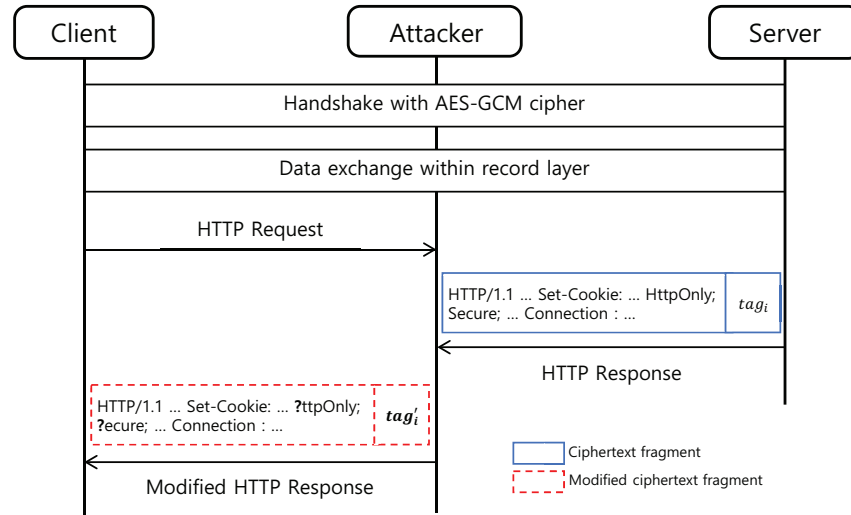 Client
Attacker
Server
Handshake with AES-GCM cipher
Data exchange within record layer
HTTP Request
HTTP/1.1 ... Set-Cookie: ... HttpOnly;
Secure; ... Connection : ...
tagᵢ
HTTP Response
HTTP/1.1 ... Set-Cookie: ... ?ttpOnly;
?ecure; ... Connection : ...
tag′ᵢ
Modified HTTP Response
Ciphertext fragment
Modified ciphertext fragment